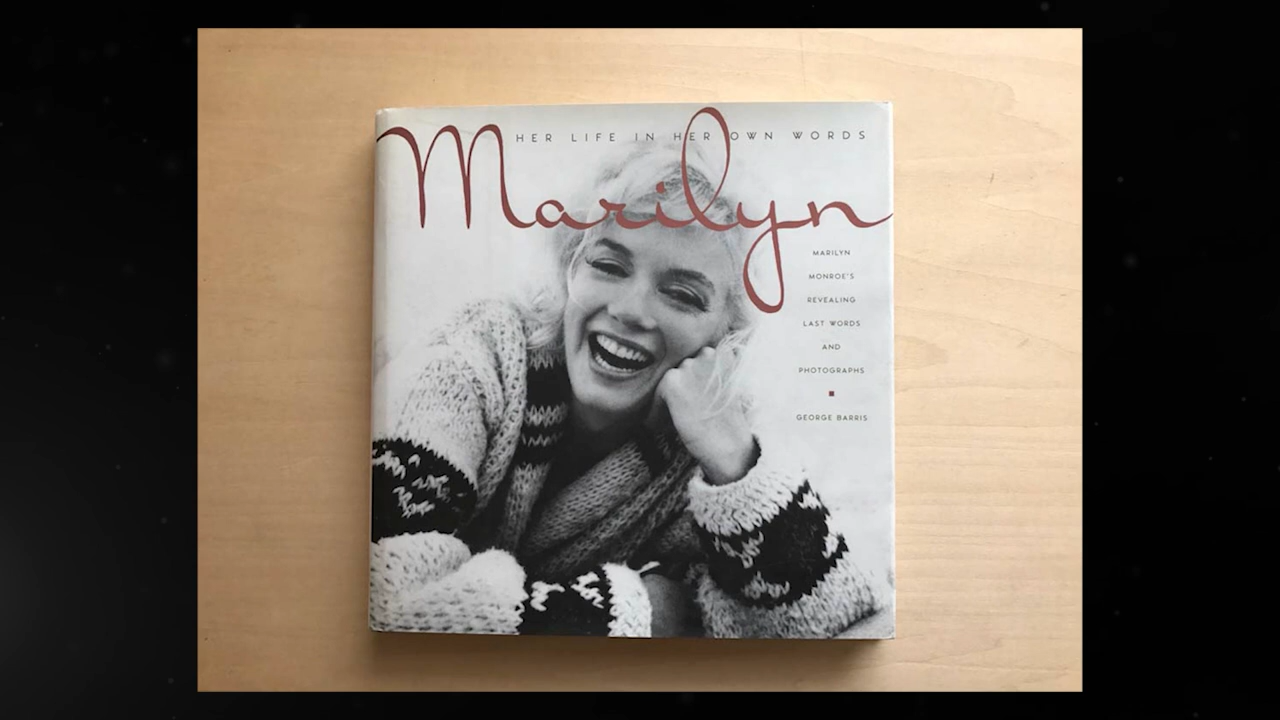 HER LIFE IN HER OWN WORDS
Marilyn
MARILYN
MONROE'S
REVEALING
LAST WORDS
AND
PHOTOGRAPHS
GEORGE BARRIS